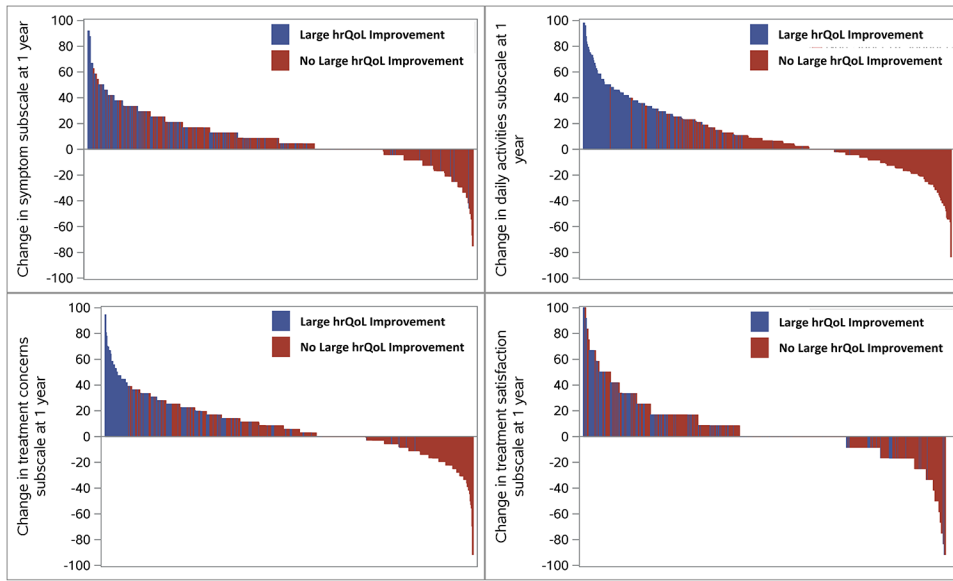 Change in symptom subscale at 1 year
100
80
60
40
20
0
-20
-40
-60
-80
-100
Large hrQoL Improvement
No Large hrQoL Improvement
Change in daily activities subscale at 1
year
100
80
60
40
20
0
-20
-40
-60
-80
-100
Large hrQoL Improvement
No Large hrQoL Improvement
Change in treatment concerns
subscale at 1 year
100
80
60
40
20
0
-20
-40
-60
-80
-100
Large hrQoL Improvement
No Large hrQoL Improvement
Change in treatment satisfaction
subscale at 1 year
100
80
60
40
20
0
-20
-40
-60
-80
-100
Large hrQoL Improvement
No Large hrQoL Improvement